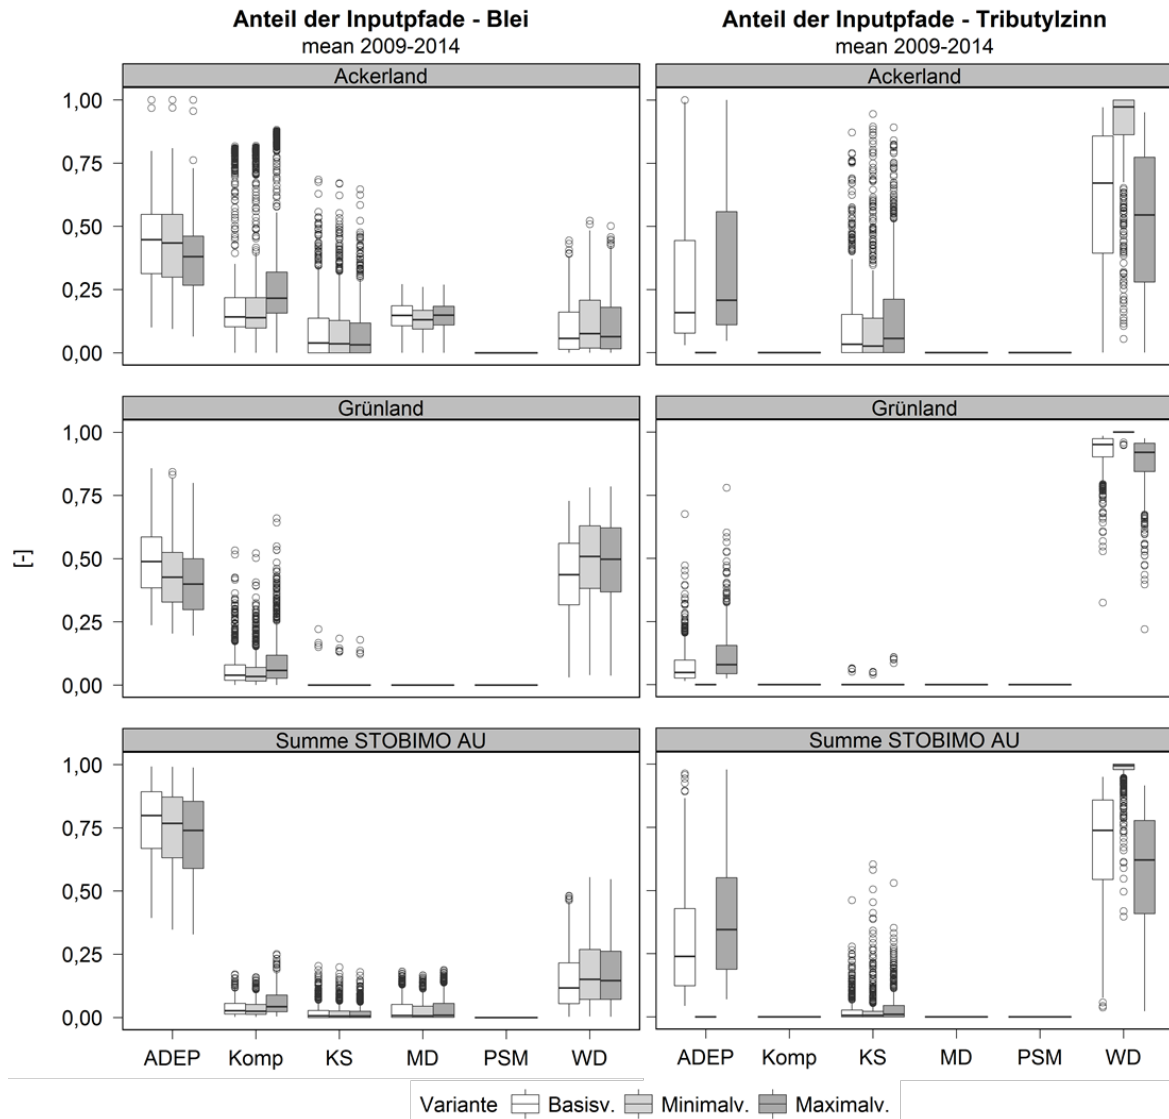 Anteil der Inputpfade - Blei
mean 2009-2014
Anteil der Inputpfade - Tributylzinn
mean 2009-2014
Ackerland
Ackerland
1,00
0,75
0,50
0,25
0,00
Grünland
Grünland
1,00
0,75
0,50
0,25
0,00
[-]
Summe STOBIMO AU
Summe STOBIMO AU
1,00
0,75
0,50
0,25
0,00
ADEP Komp KS MD PSM WD
ADEP Komp KS MD PSM WD
Variante Basisv. Minimalv. Maximalv.